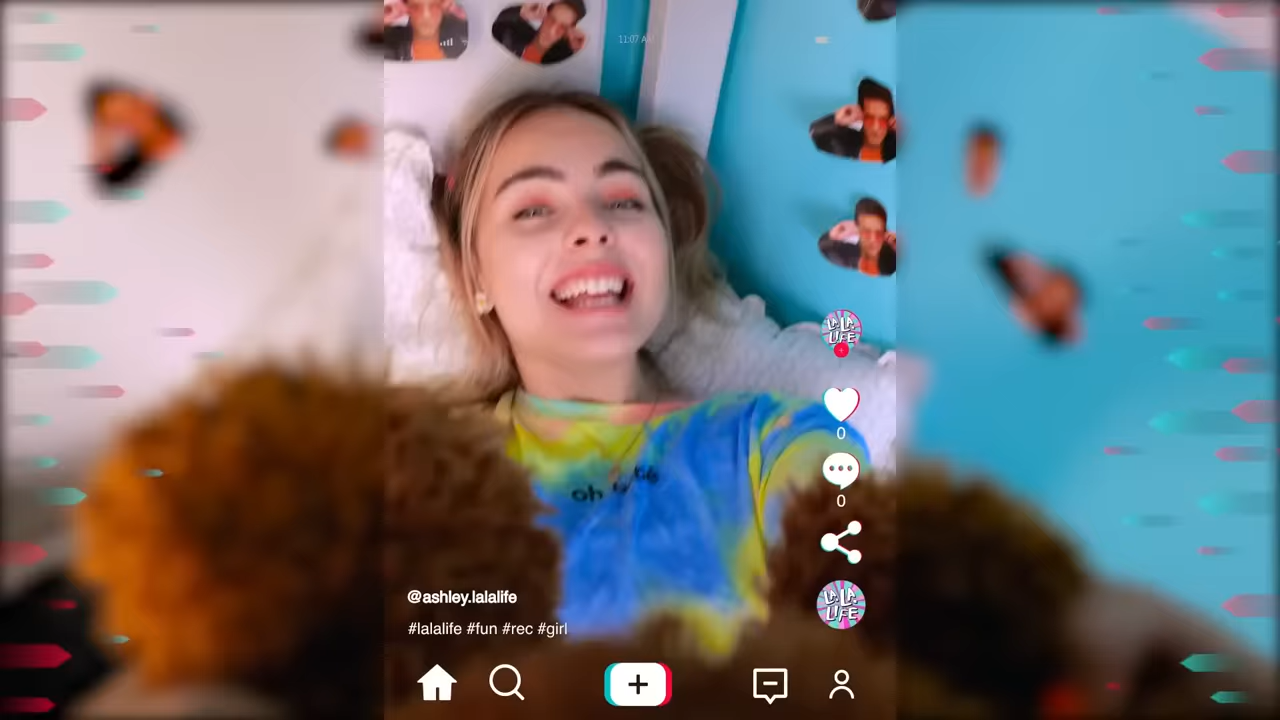 11:07 AM
LA LA
LIFE
0
0
LA LA
LIFE
@ashley.lalalife
#lalalife #fun #rec #girl